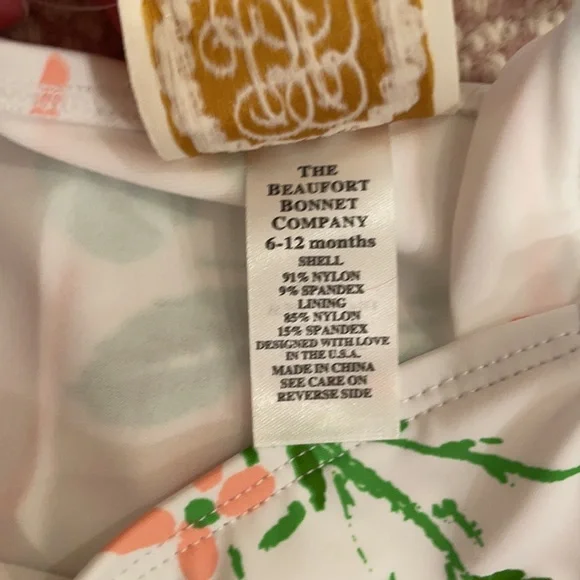 THE
BEAUFORT
BONNET
COMPANY
6-12 months
SHELL
91% NYLON
9% SPANDEX
LINING
85% NYLON
15% SPANDEX
DESIGNED WITH LOVE
IN THE U.S.A.
MADE IN CHINA
SEE CARE ON
REVERSE SIDE